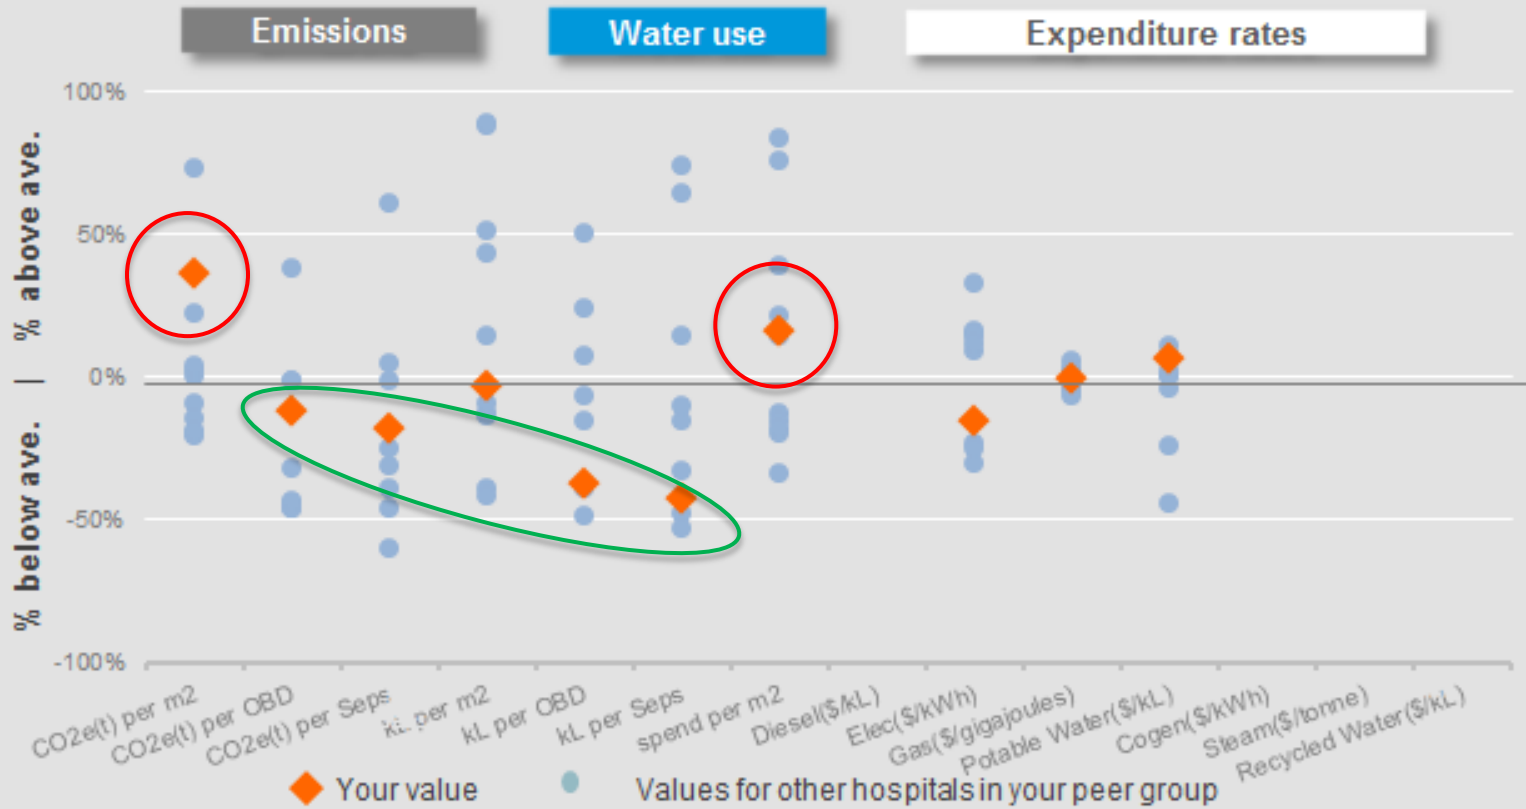 Emissions
Water use
Expenditure rates
% below ave. | % above ave.
100%
50%
0%
-50%
-100%
CO2e(t) per m2
CO2e(t) per OBD
CO2e(t) per Seps
kL per m2
kL per OBD
kL per Seps
spend per m2
Diesel($/kL)
Elec($/kWh)
Gas($/gigajoules)
Potable Water($/kL)
Cogen($/kWh)
Steam($/tonne)
Recycled Water($/kL)
Your value
Values for other hospitals in your peer group